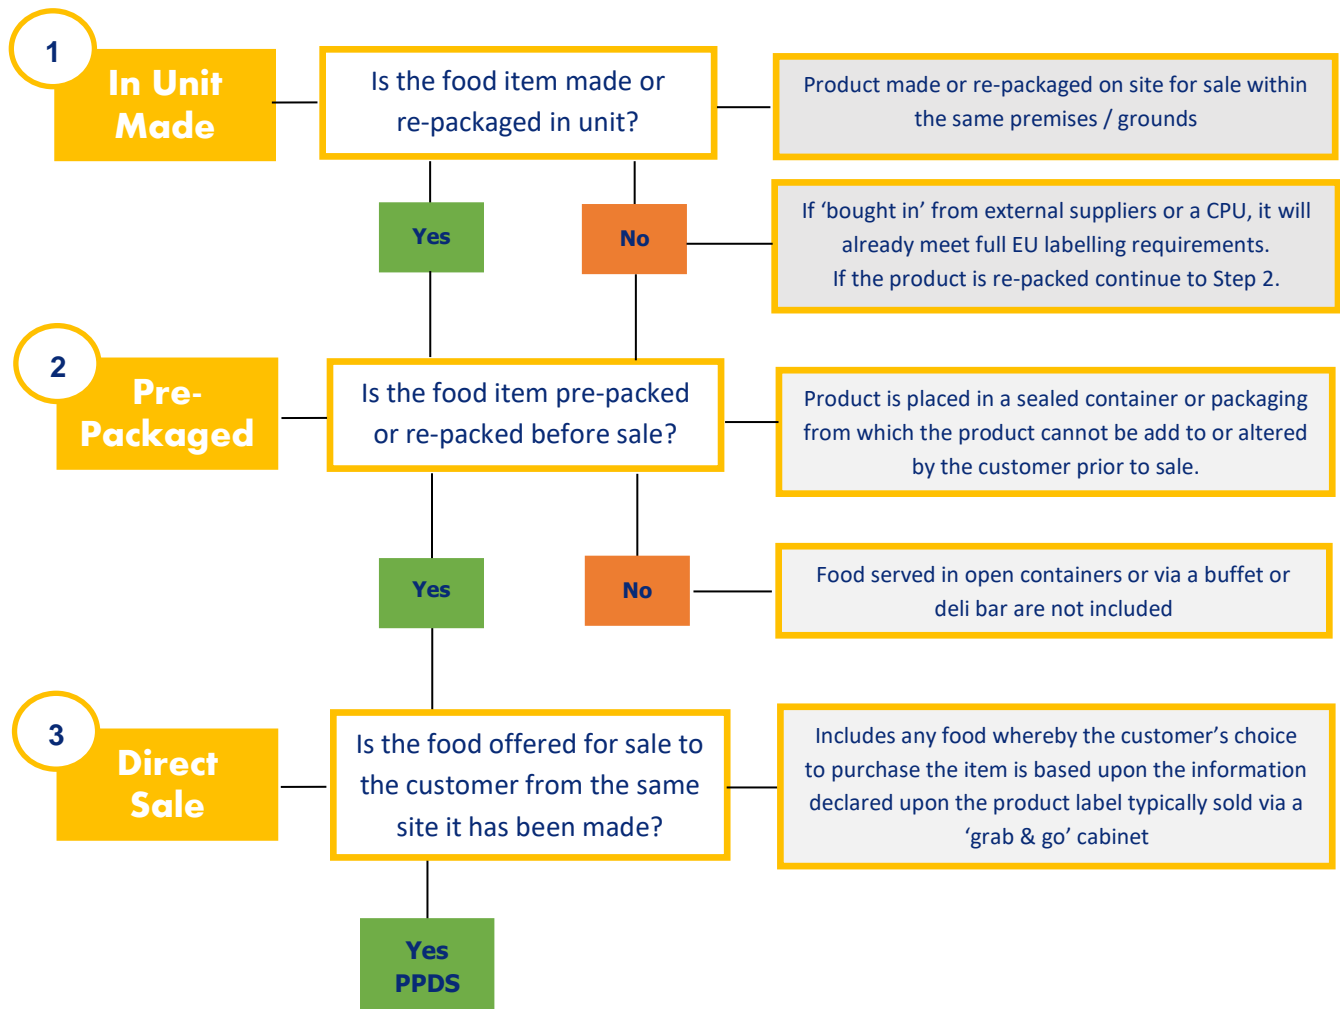 1
In Unit
Made
Is the food item made or
re-packaged in unit?
Product made or re-packaged on site for sale within
the same premises / grounds
Yes
No
If ‘bought in’ from external suppliers or a CPU, it will
already meet full EU labelling requirements.
If the product is re-packed continue to Step 2.
2
Pre-
Packaged
Is the food item pre-packed
or re-packed before sale?
Product is placed in a sealed container or packaging
from which the product cannot be add to or altered
by the customer prior to sale.
Yes
No
Food served in open containers or via a buffet or
deli bar are not included
3
Direct
Sale
Is the food offered for sale to
the customer from the same
site it has been made?
Includes any food whereby the customer’s choice
to purchase the item is based upon the information
declared upon the product label typically sold via a
‘grab & go’ cabinet
Yes
PPDS